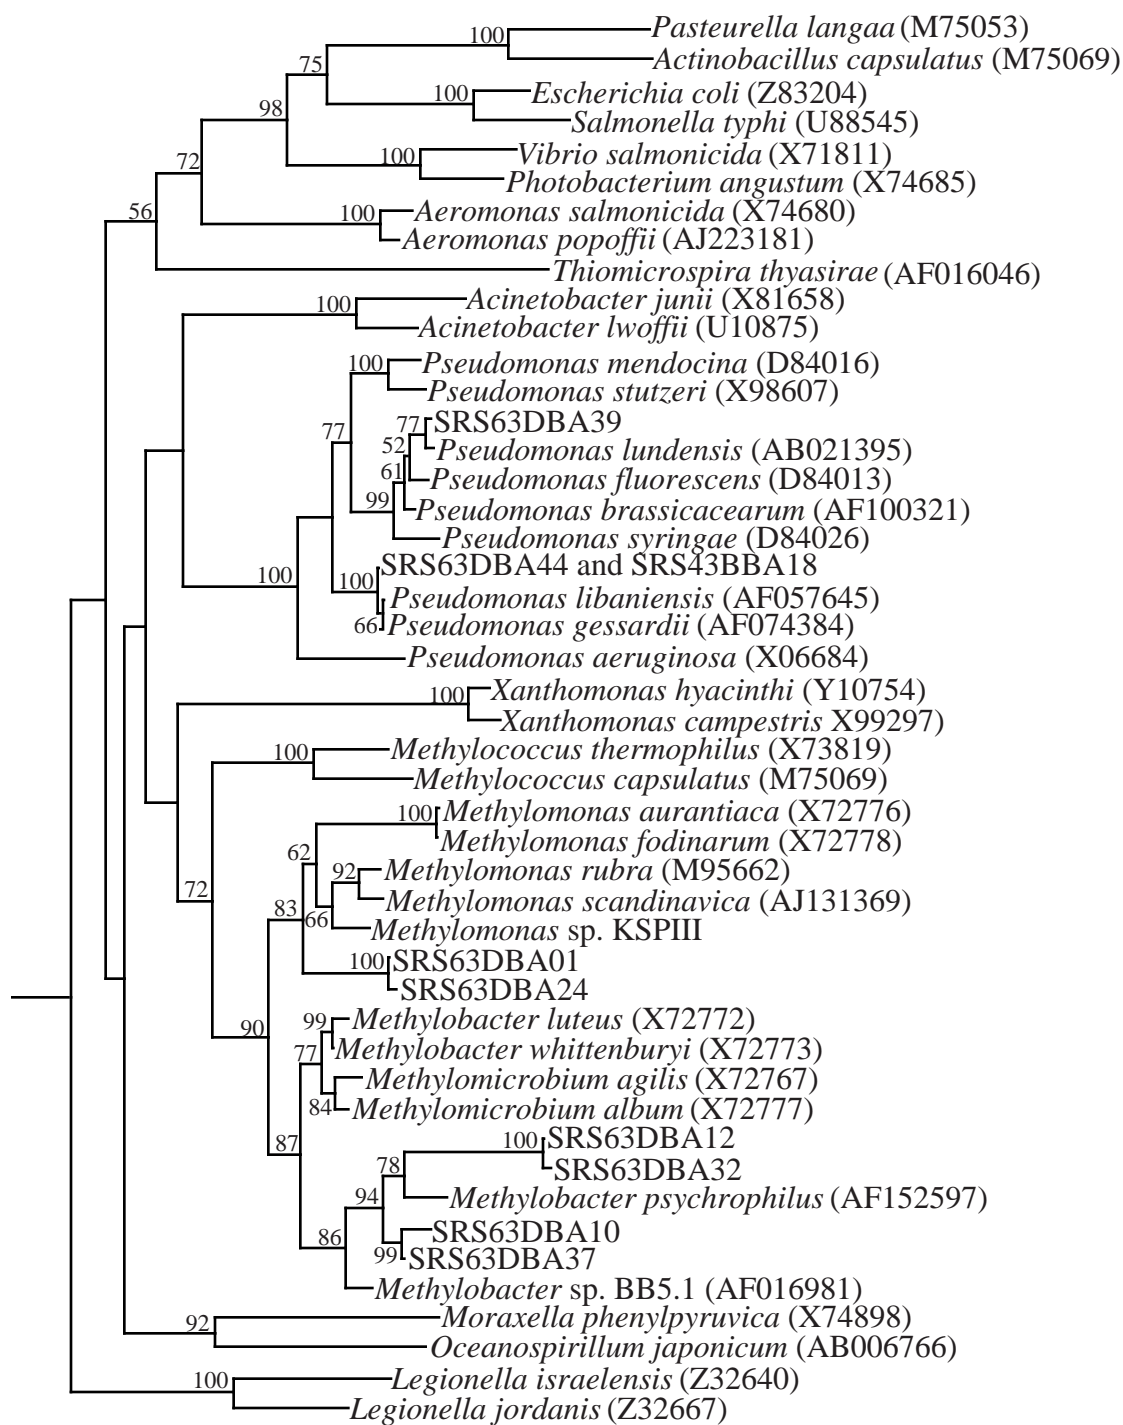 Pasteurella langaa (M75053)
100
Actinobacillus capsulatus (M75069)
75
Escherichia coli (Z83204)
100
Salmonella typhi (U88545)
98
Vibrio salmonicida (X71811)
100
Photobacterium angustum (X74685)
72
Aeromonas salmonicida (X74680)
100
Aeromonas popoffii (AJ223181)
56
Thiomicrospira thyasirae (AF016046)
Acinetobacter junii (X81658)
100
Acinetobacter lwoffii (U10875)
Pseudomonas mendocina (D84016)
100
Pseudomonas stutzeri (X98607)
77
SRS63DBA39
77
Pseudomonas lundensis (AB021395)
52
Pseudomonas fluorescens (D84013)
61
Pseudomonas brassicacearum (AF100321)
99
Pseudomonas syringae (D84026)
SRS63DBA44 and SRS43BBA18
100
100
Pseudomonas libaniensis (AF057645)
66
Pseudomonas gessardii (AF074384)
Pseudomonas aeruginosa (X06684)
Xanthomonas hyacinthi (Y10754)
100
Xanthomonas campestris X99297)
Methylococcus thermophilus (X73819)
100
Methylococcus capsulatus (M75069)
Methylomonas aurantiaca (X72776)
100
Methylomonas fodinarum (X72778)
62
Methylomonas rubra (M95662)
92
Methylomonas scandinavica (AJ131369)
72
83
66
Methylomonas sp. KSPIII
SRS63DBA01
100
SRS63DBA24
90
Methylobacter luteus (X72772)
99
Methylobacter whittenburyi (X72773)
77
Methylomicrobium agilis (X72767)
84
Methylomicrobium album (X72777)
87
SRS63DBA12
100
SRS63DBA32
78
Methylobacter psychrophilus (AF152597)
94
SRS63DBA10
86
99
SRS63DBA37
Methylobacter sp. BB5.1 (AF016981)
Moraxella phenylpyruvica (X74898)
92
Oceanospirillum japonicum (AB006766)
Legionella israelensis (Z32640)
100
Legionella jordanis (Z32667)